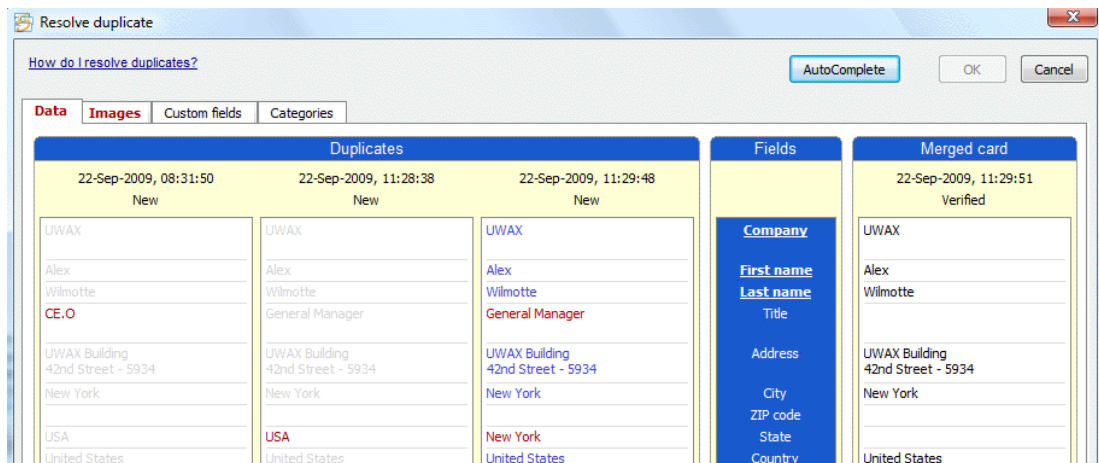 Resolve duplicate
X
How do I resolve duplicates?
AutoComplete OK Cancel
Data Images Custom fields Categories
Duplicates Fields Merged card
22-Sep-2009, 08:31:50 22-Sep-2009, 11:28:38 22-Sep-2009, 11:29:48 22-Sep-2009, 11:29:51
New New New Verified
UWAX UWAX UWAX Company UWAX
Alex Alex Alex First name Alex
Wilmotte Wilmotte Wilmotte Last name Wilmotte
CE.O General Manager General Manager Title
UWAX Building UWAX Building UWAX Building Address UWAX Building
42nd Street - 5934 42nd Street - 5934 42nd Street - 5934 42nd Street - 5934
New York New York New York City New York
ZIP code
USA USA New York State
United States United States United States Country United States